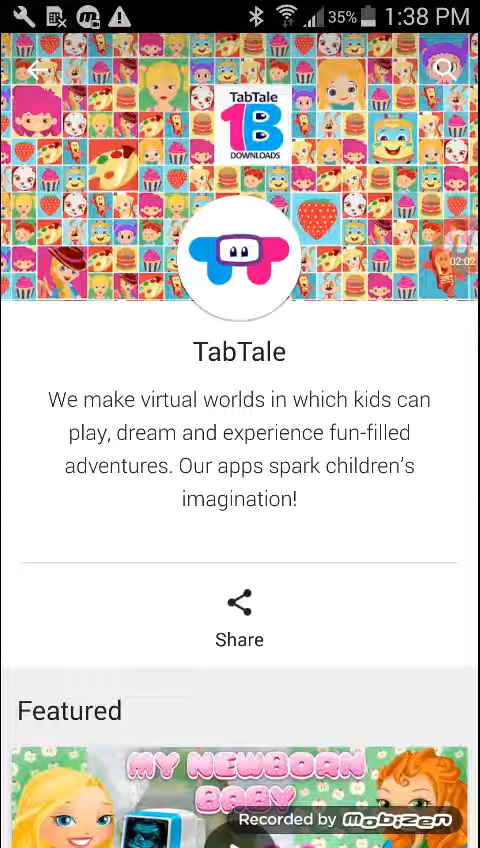 35% 1:38 PM
TabTale
1B
DOWNLOADS
02:02
TabTale
We make virtual worlds in which kids can
play, dream and experience fun-filled
adventures. Our apps spark children's
imagination!
Share
Featured
MY NEWBORN
BABY
Recorded by mobizen